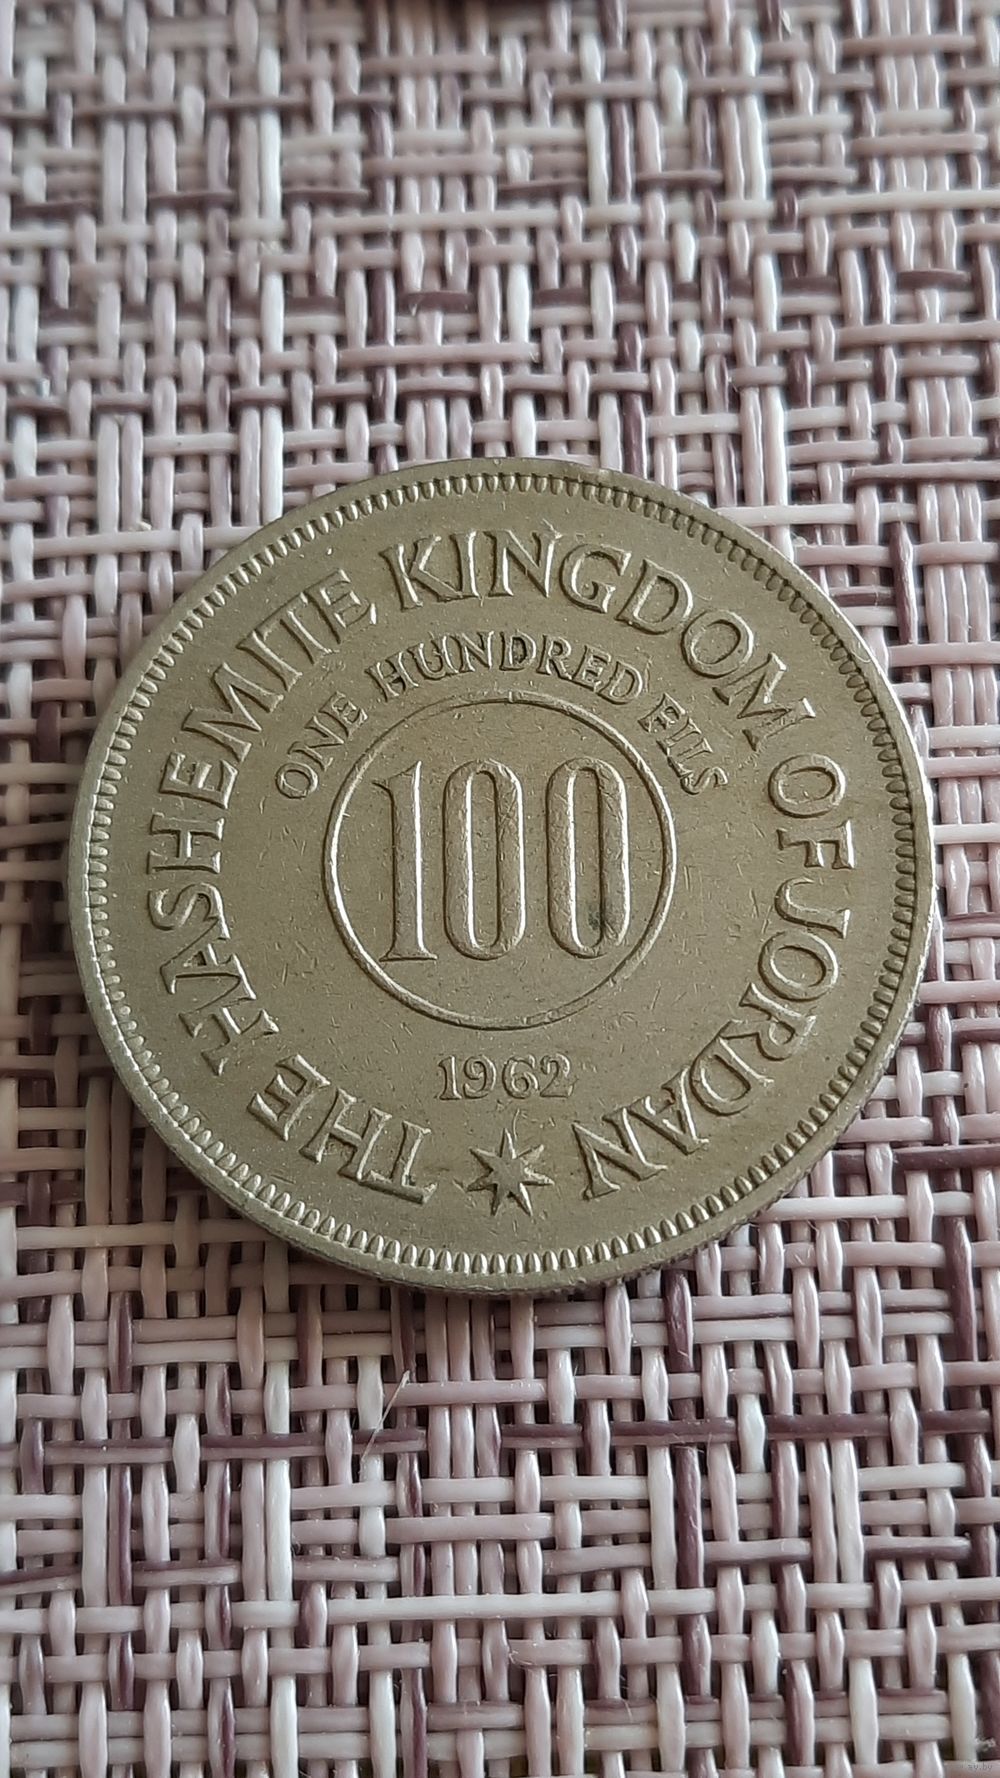 THE HASHEMITE KINGDOM OF JORDAN
ONE HUNDRED FILS
100
1962